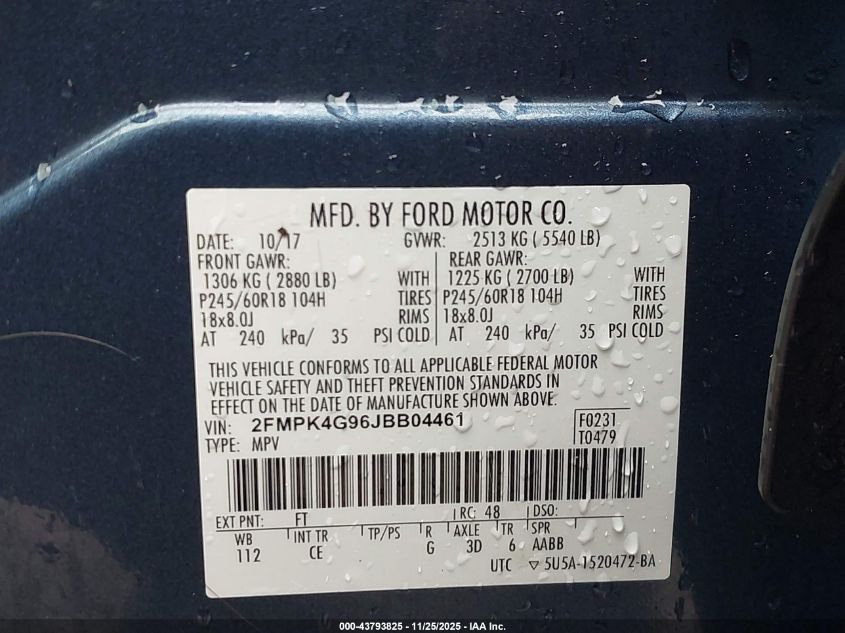 MFD. BY FORD MOTOR CO.
DATE: 10/17 GVWR: 2513 KG ( 5540 LB)
FRONT GAWR: REAR GAWR:
1306 KG ( 2880 LB) WITH 1225 KG ( 2700 LB) WITH
P245/60R18 104H TIRES P245/60R18 104H TIRES
18x8.0J RIMS 18x8.0J RIMS
AT 240 kPa/ 35 PSI COLD AT 240 kPa/ 35 PSI COLD
THIS VEHICLE CONFORMS TO ALL APPLICABLE FEDERAL MOTOR
VEHICLE SAFETY AND THEFT PREVENTION STANDARDS IN
EFFECT ON THE DATE OF MANUFACTURE SHOWN ABOVE.
VIN: 2FMPK4G96JBB04461 F0231
TYPE: MPV T0479
EXT PNT: FT RC: 48 DSO:
WB INT TR TP/PS R AXLE TR SPR
112 CE G 3D 6 AABB
UTC ▽ 5U5A-1520472-BA
000-43793825 - 11/25/2025 - IAA Inc.